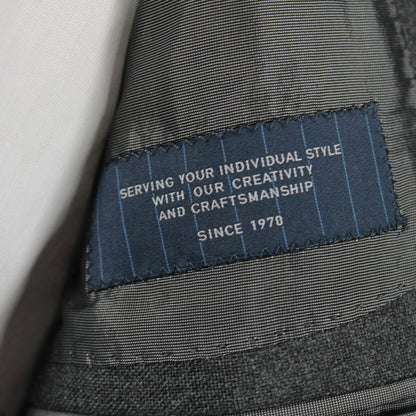 SERVING YOUR INDIVIDUAL STYLE
WITH OUR CREATIVITY
AND CRAFTSMANSHIP
SINCE 1970